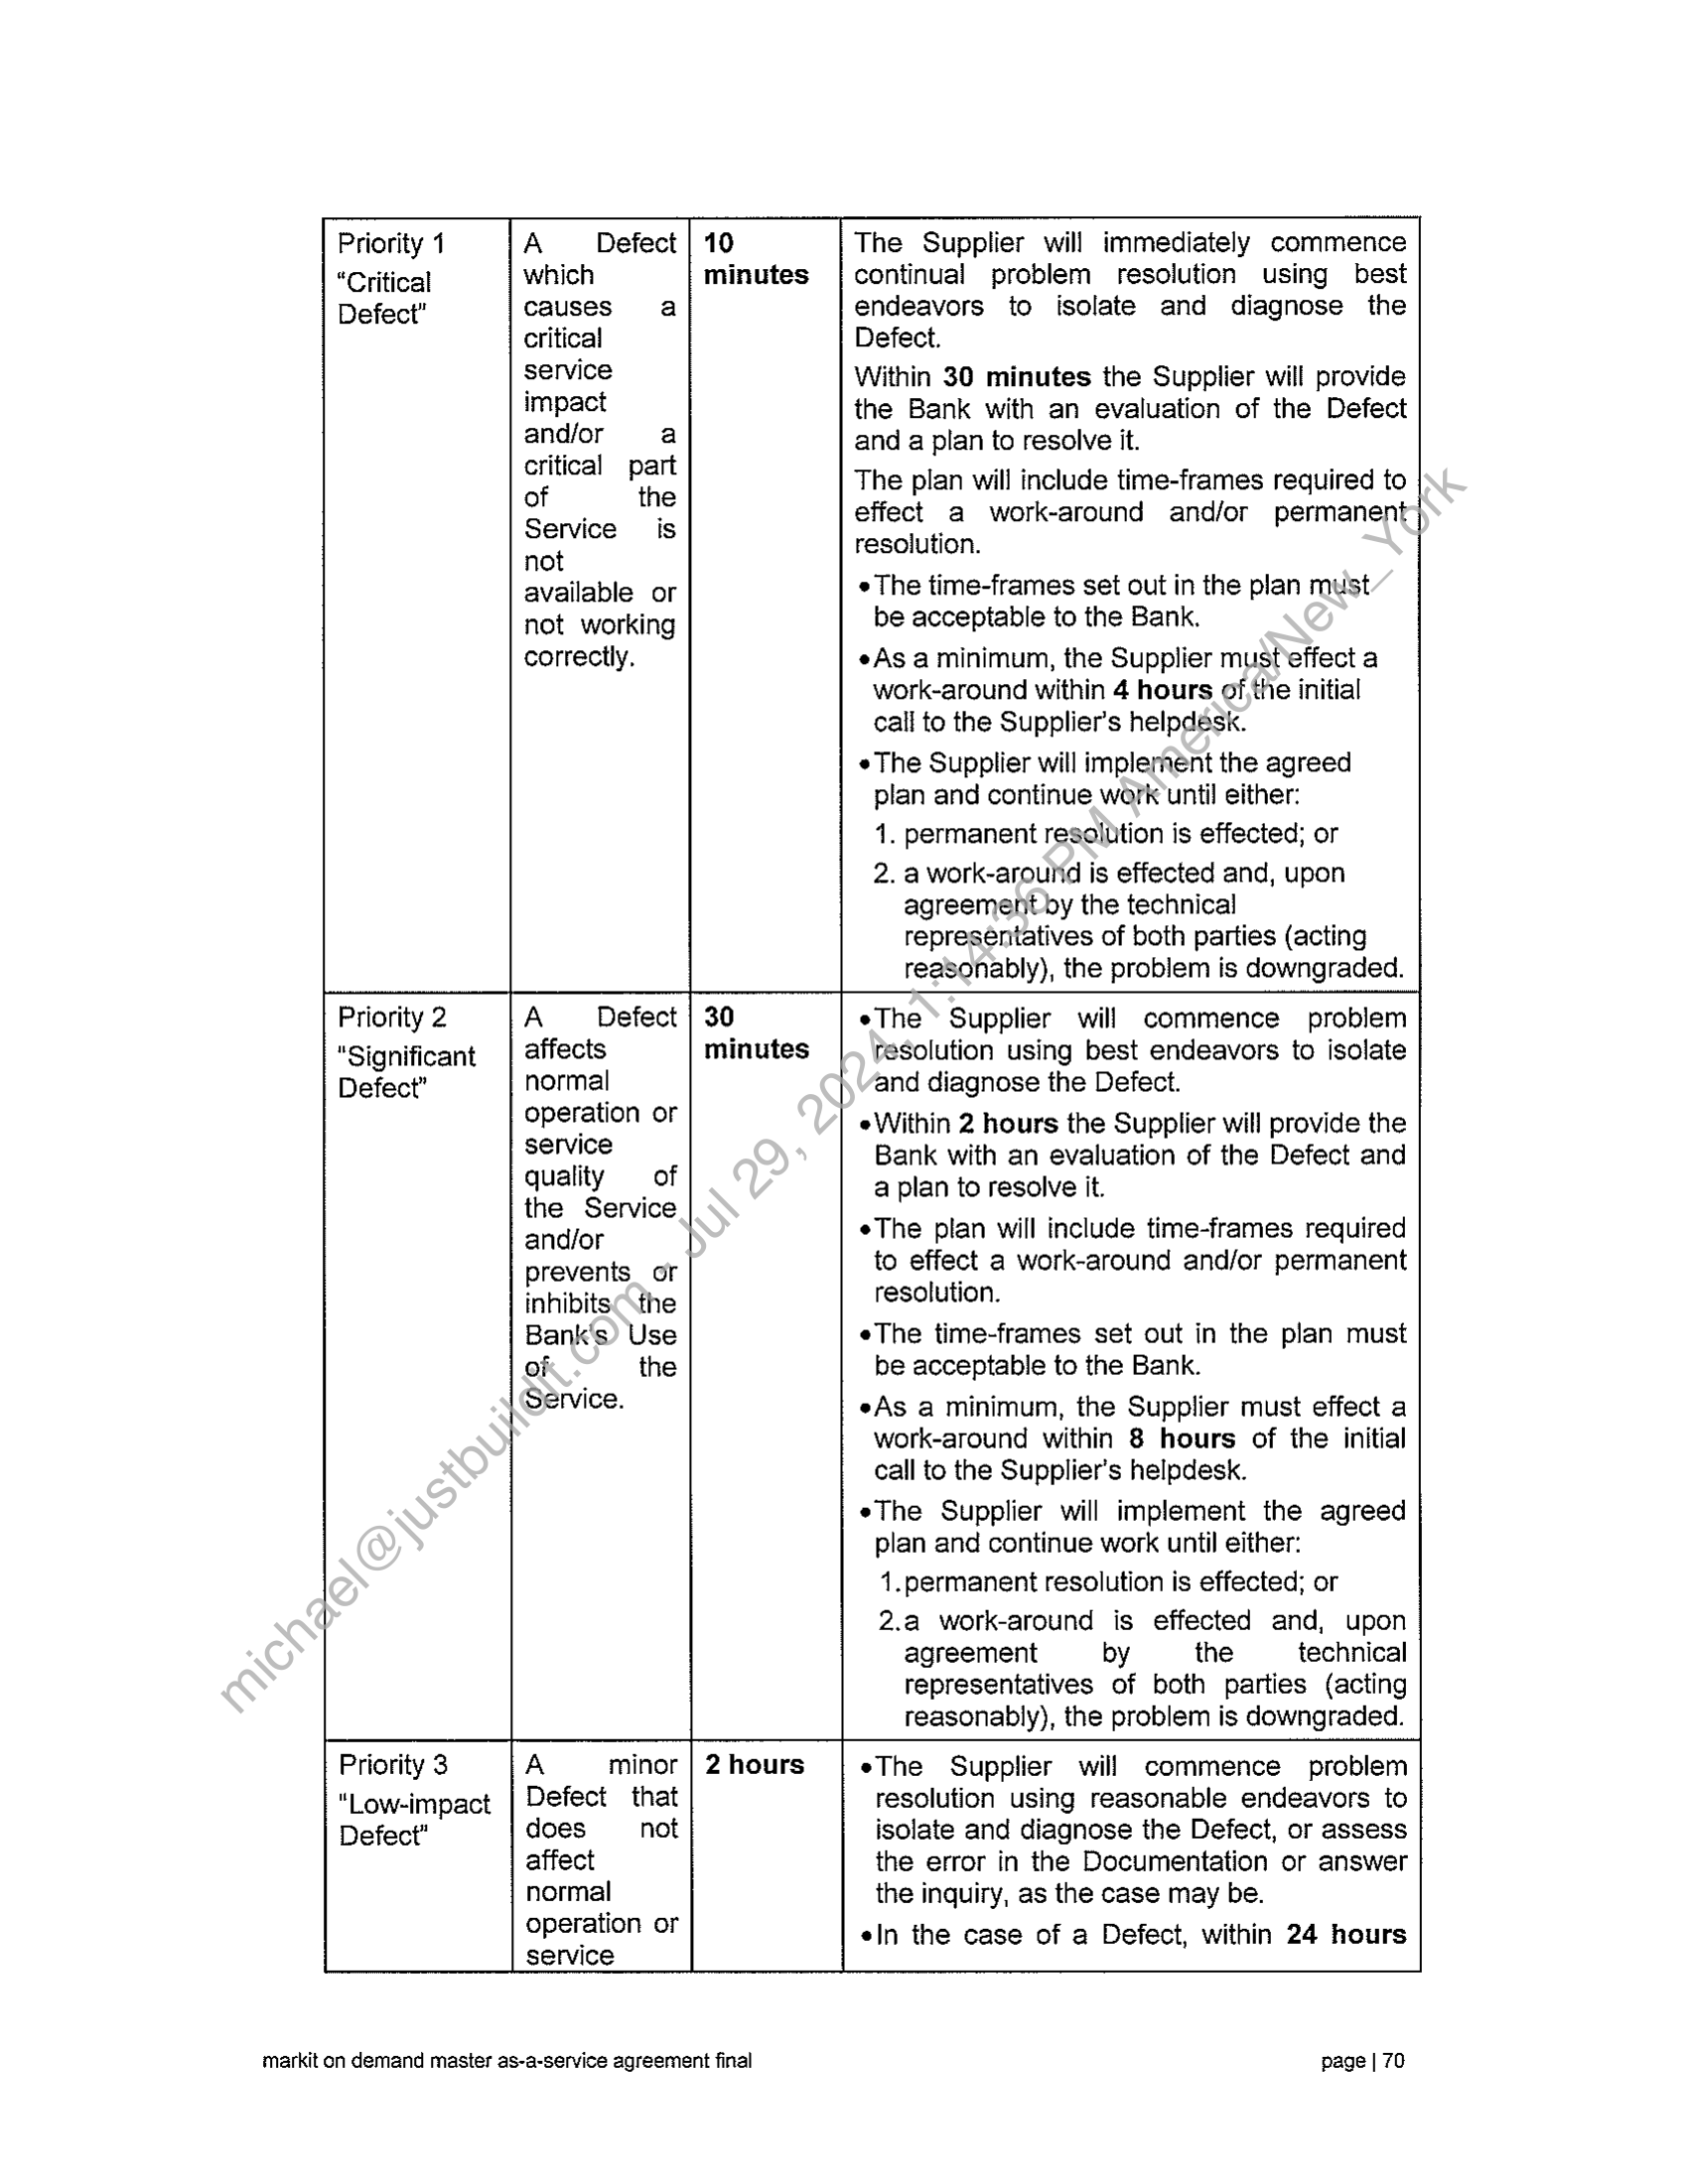 Priority 1
“Critical
Defect”
A Defect
which
causes a
critical
service
impact
and/or a
critical part
of the
Service is
not
available or
not working
correctly.
10
minutes
The Supplier will immediately commence
continual problem resolution using best
endeavors to isolate and diagnose the
Defect.
Within 30 minutes the Supplier will provide
the Bank with an evaluation of the Defect
and a plan to resolve it.
The plan will include time-frames required to
effect a work-around and/or permanent
resolution.
•The time-frames set out in the plan must
be acceptable to the Bank.
•As a minimum, the Supplier must effect a
work-around within 4 hours of the initial
call to the Supplier’s helpdesk.
•The Supplier will implement the agreed
plan and continue work until either:
1. permanent resolution is effected; or
2. a work-around is effected and, upon
agreement by the technical
representatives of both parties (acting
reasonably), the problem is downgraded.
Priority 2
“Significant
Defect”
A Defect
affects
normal
operation or
service
quality of
the Service
and/or
prevents or
inhibits the
Bank’s Use
of the
Service.
30
minutes
•The Supplier will commence problem
resolution using best endeavors to isolate
and diagnose the Defect.
•Within 2 hours the Supplier will provide the
Bank with an evaluation of the Defect and
a plan to resolve it.
•The plan will include time-frames required
to effect a work-around and/or permanent
resolution.
•The time-frames set out in the plan must
be acceptable to the Bank.
•As a minimum, the Supplier must effect a
work-around within 8 hours of the initial
call to the Supplier’s helpdesk.
•The Supplier will implement the agreed
plan and continue work until either:
1.permanent resolution is effected; or
2.a work-around is effected and, upon
agreement by the technical
representatives of both parties (acting
reasonably), the problem is downgraded.
Priority 3
“Low-impact
Defect”
A minor
Defect that
does not
affect
normal
operation or
service
2 hours
•The Supplier will commence problem
resolution using reasonable endeavors to
isolate and diagnose the Defect, or assess
the error in the Documentation or answer
the inquiry, as the case may be.
•In the case of a Defect, within 24 hours
michael@justbuildit.com - Jul 29, 2024, 1:14:36 PM America/New_York
markit on demand master as-a-service agreement final
page | 70